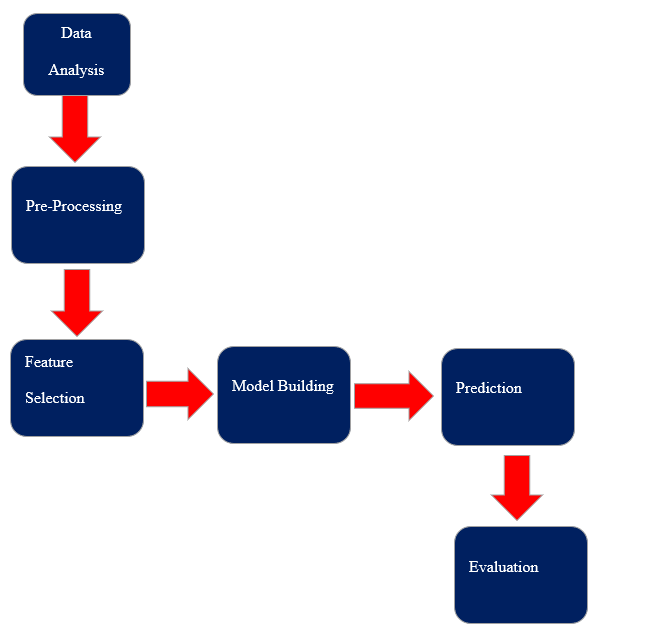 Data
Analysis
Pre-Processing
Feature
Selection
Model Building
Prediction
Evaluation